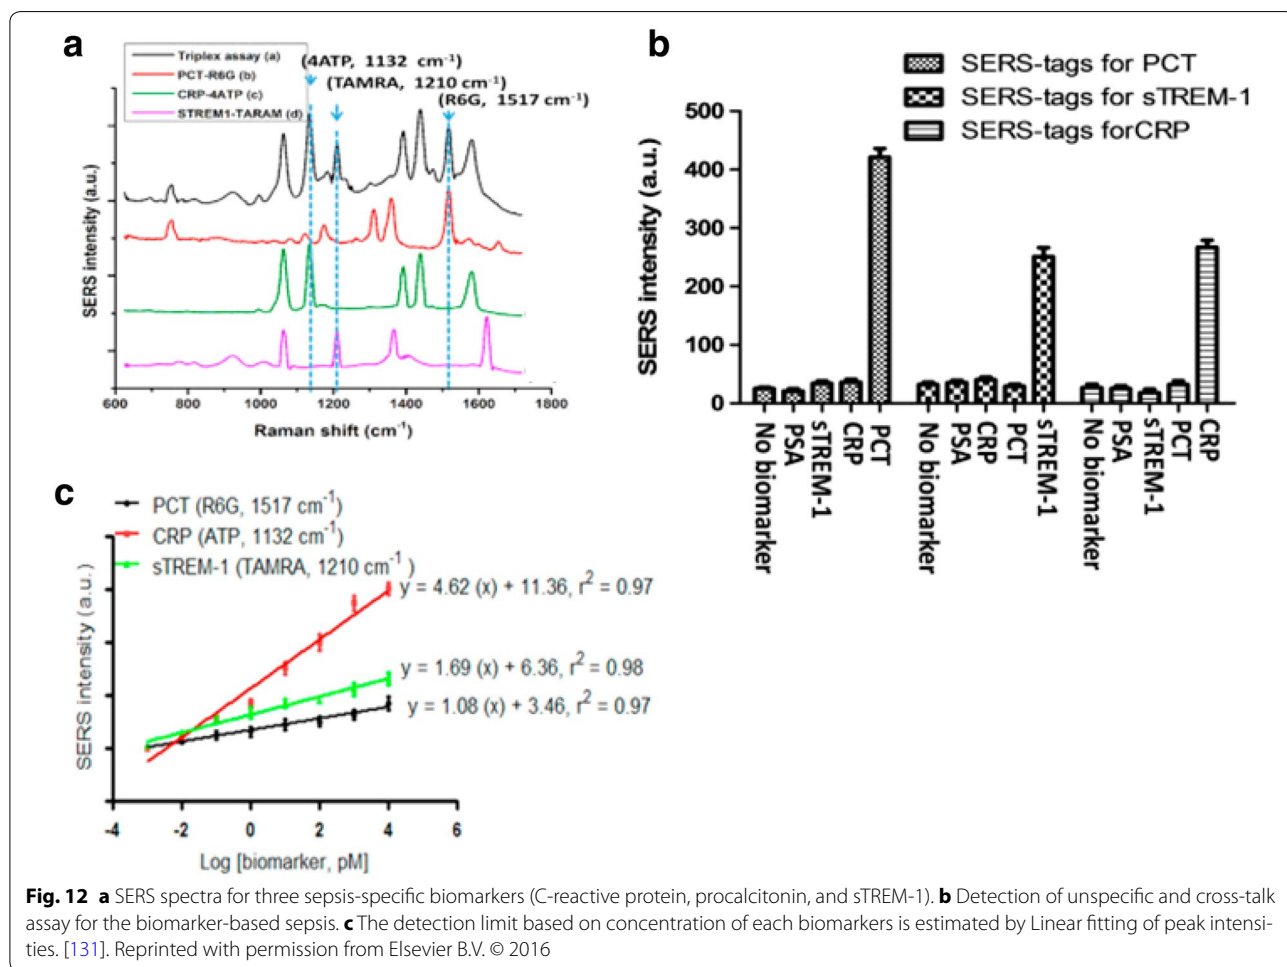 a
Triplex assay (a)
PCT-R6G (b)
CRP-4ATP (c)
STREM1-TARAM (d)
(4ATP, 1132 cm-1)
(TAMRA, 1210 cm-1)
(R6G, 1517 cm-1)
SERS intensity (a.u.)
600 800 1000 1200 1400 1600 1800
Raman shift (cm-1)
b
SERS-tags for PCT
SERS-tags for sTREM-1
SERS-tags forCRP
SERS intensity (a.u.)
500
400
300
200
100
0
No biomarker
PSA
sTREM-1
CRP
PCT
No biomarker
PSA
CRP
PCT
sTREM-1
No biomarker
PSA
sTREM-1
PCT
CRP
c
PCT (R6G, 1517 cm-1)
CRP (ATP, 1132 cm-1)
sTREM-1 (TAMRA, 1210 cm-1)
y = 4.62 (x) + 11.36, r2 = 0.97
y = 1.69 (x) + 6.36, r2 = 0.98
y = 1.08 (x) + 3.46, r2 = 0.97
SERS intensity (a.u.)
-4 -2 0 2 4 6
Log [biomarker, pM]
Fig. 12 a SERS spectra for three sepsis-specific biomarkers (C-reactive protein, procalcitonin, and sTREM-1). b Detection of unspecific and cross-talk
assay for the biomarker-based sepsis. c The detection limit based on concentration of each biomarkers is estimated by Linear fitting of peak intensi-
ties. [131]. Reprinted with permission from Elsevier B.V. © 2016